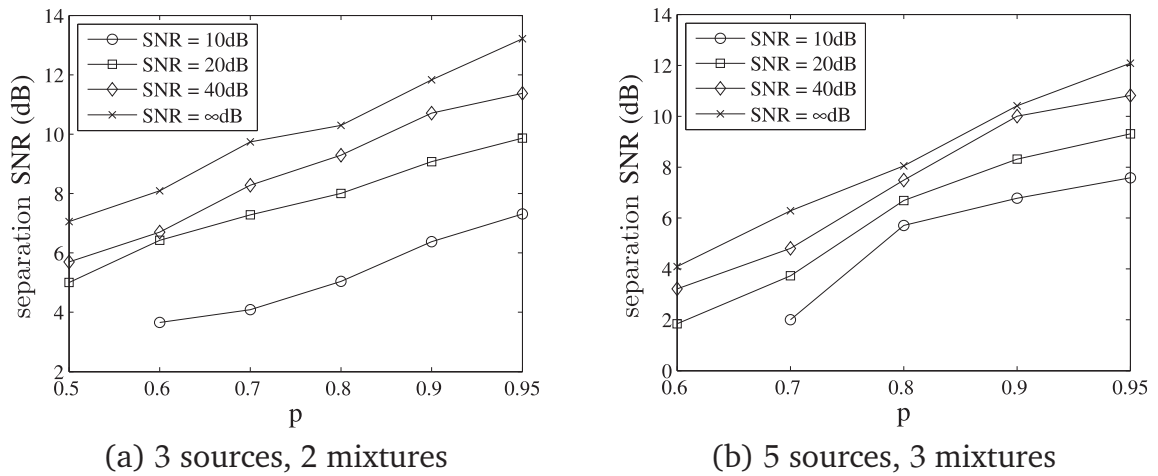 14
12
10
8
6
4
2
0.5 0.6 0.7 0.8 0.9 0.95
separation SNR (dB)
p
SNR = 10dB
SNR = 20dB
SNR = 40dB
SNR = ∞dB
(a) 3 sources, 2 mixtures
14
12
10
8
6
4
2
0
0.6 0.7 0.8 0.9 0.95
separation SNR (dB)
p
SNR = 10dB
SNR = 20dB
SNR = 40dB
SNR = ∞dB
(b) 5 sources, 3 mixtures